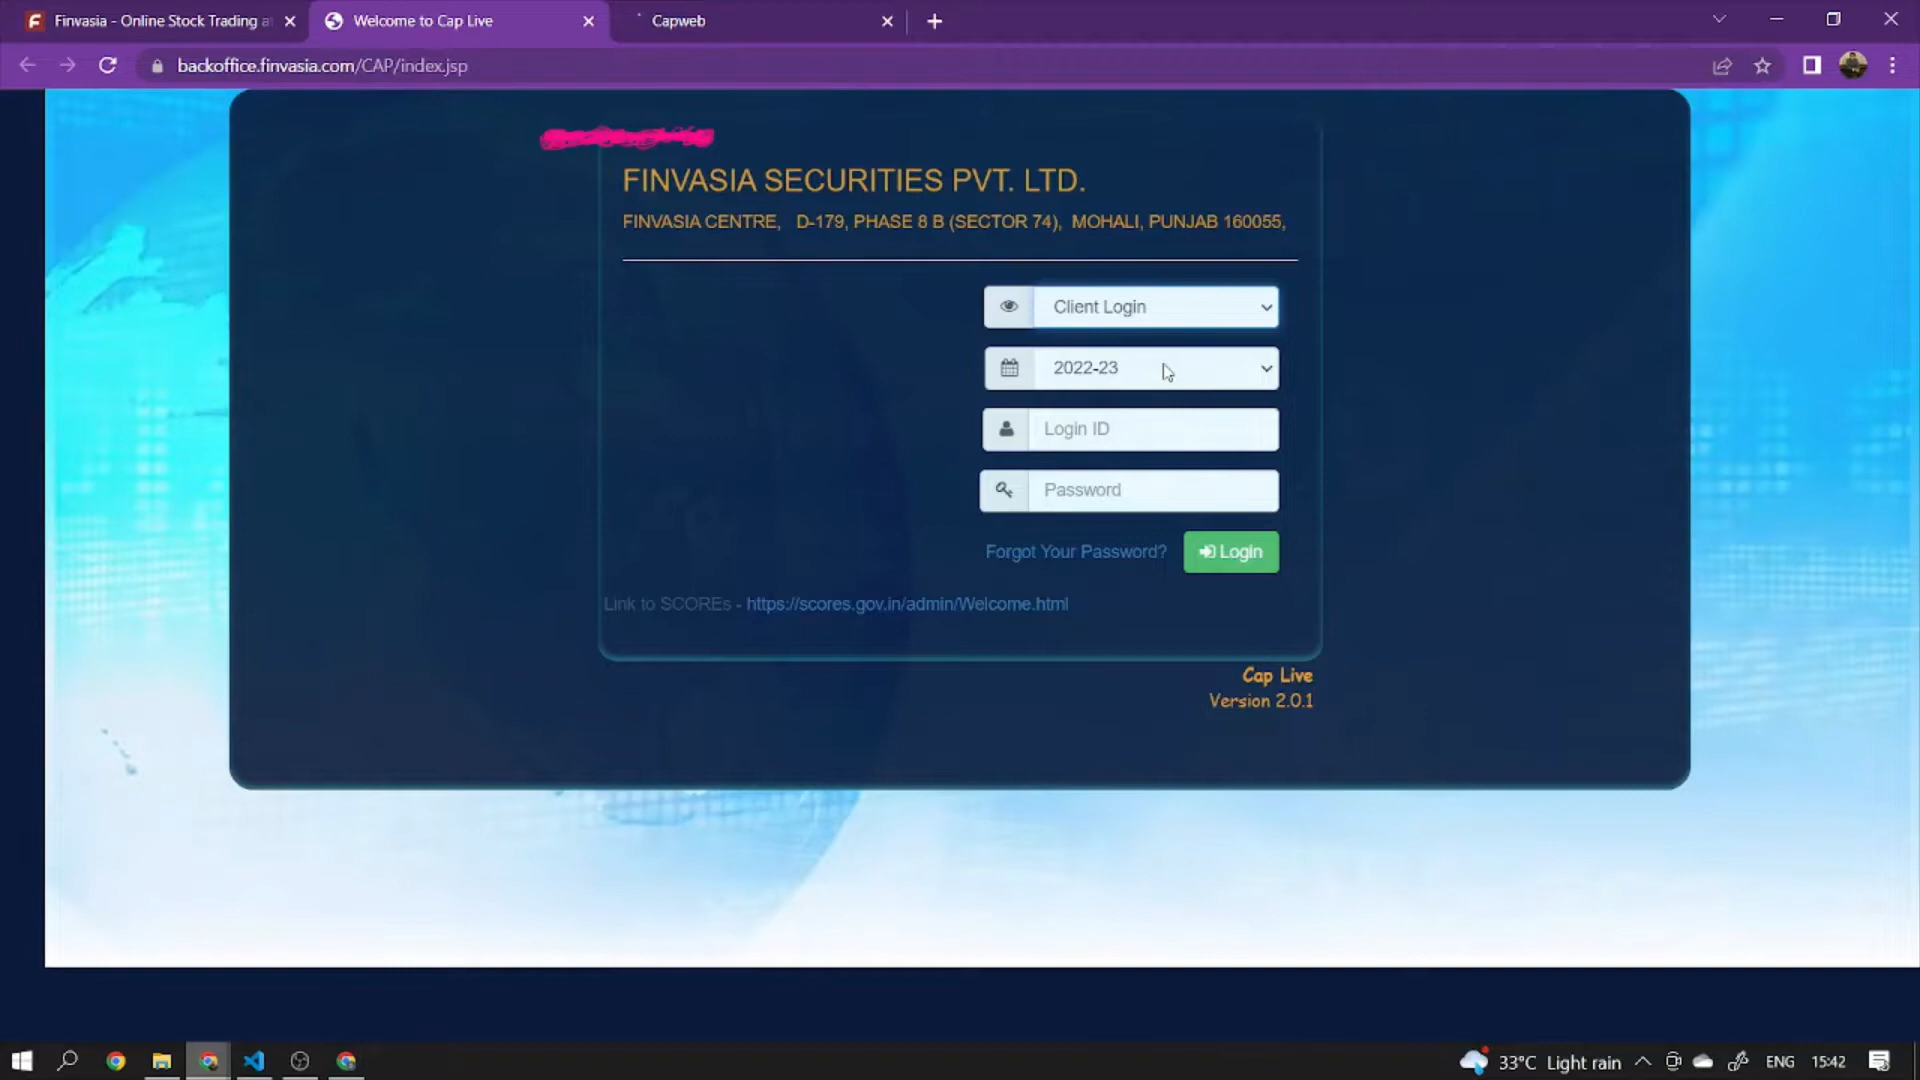 Finvasia - Online Stock Trading a
Welcome to Cap Live
Capweb
backoffice.finvasia.com/CAP/index.jsp
FINVASIA SECURITIES PVT. LTD.
FINVASIA CENTRE, D-179, PHASE 8 B (SECTOR 74), MOHALI, PUNJAB 160055,
Client Login
2022-23
Login ID
Password
Forgot Your Password? Login
Link to SCOREs - https://scores.gov.in/admin/Welcome.html
Cap Live
Version 2.0.1
33°C Light rain ENG 15:42